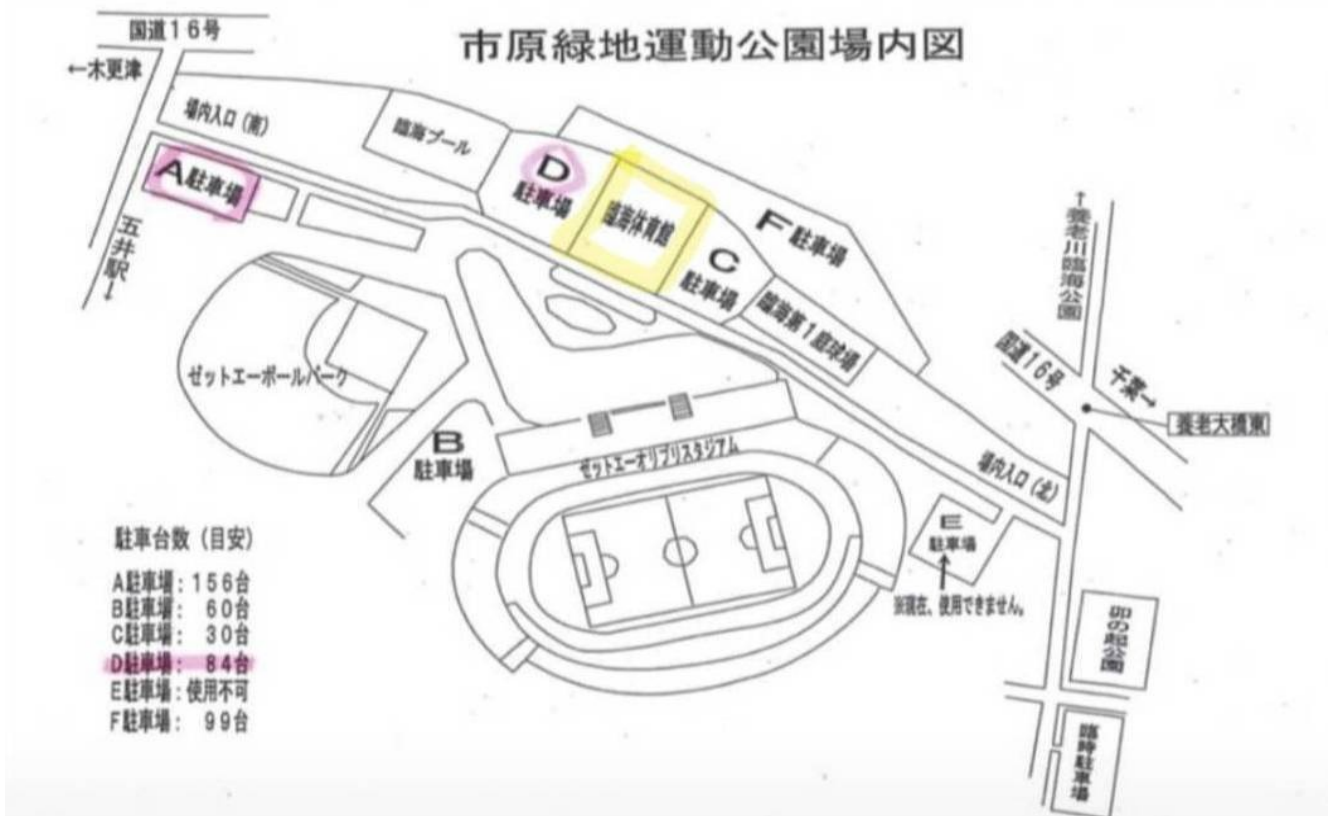 市原緑地運動公園場内図
国道16号
←木更津
場内入口(南)
臨海プール
A駐車場
D
駐車場
臨海体育館
F駐車場
C
駐車場
臨海第1庭球場
五井駅→
↑養老川臨海公園
国道16号
千葉→
養老大橋東
ゼットエーボールパーク
B
駐車場
ゼットエーオリプリスタジアム
場内入口(北)
E
駐車場
※現在、使用できません。
卯の起公園
臨時駐車場
駐車台数(目安)
A駐車場:156台
B駐車場: 60台
C駐車場: 30台
D駐車場: 84台
E駐車場:使用不可
F駐車場: 99台